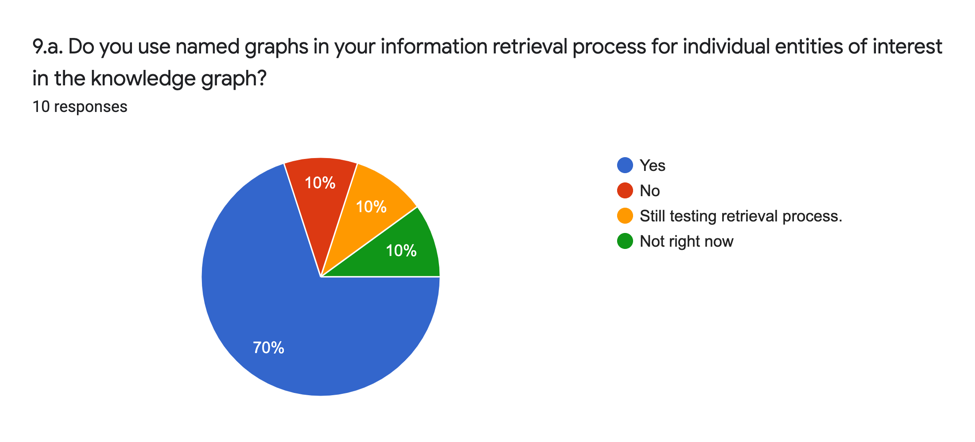 9.a. Do you use named graphs in your information retrieval process for individual entities of interest
in the knowledge graph?
10 responses
10%
10%
10%
70%
Yes
No
Still testing retrieval process.
Not right now